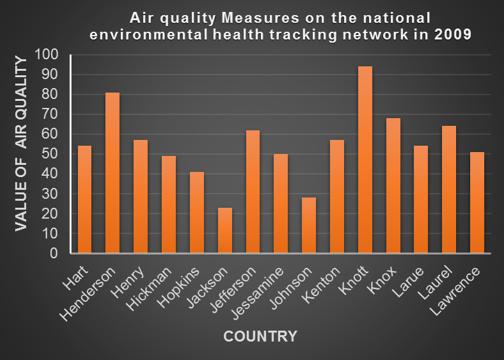 Air quality Measures on the national
environmental health tracking network in 2009
VALUE OF AIR QUALITY
100
90
80
70
60
50
40
30
20
10
0
Hart
Henderson
Henry
Hickman
Hopkins
Jackson
Jefferson
Jessamine
Johnson
Kenton
Knott
Knox
Larue
Laurel
Lawrence
COUNTRY